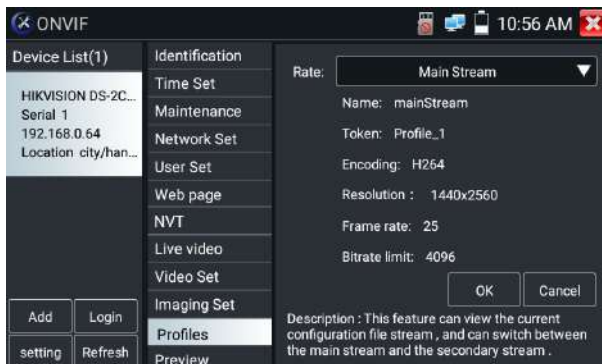 ONVIF
10:56 AM
Device List(1)
HIKVISION DS-2C...
Serial 1
192.168.0.64
Location city/han...
Add
Login
setting
Refresh
Identification
Time Set
Maintenance
Network Set
User Set
Web page
NVT
Live video
Video Set
Imaging Set
Profiles
Preview
Rate: Main Stream
Name: mainStream
Token: Profile_1
Encoding: H264
Resolution : 1440x2560
Frame rate: 25
Bitrate limit: 4096
OK
Cancel
Description : This feature can view the current
configuration file stream , and can switch between
the main stream and the secondary stream .